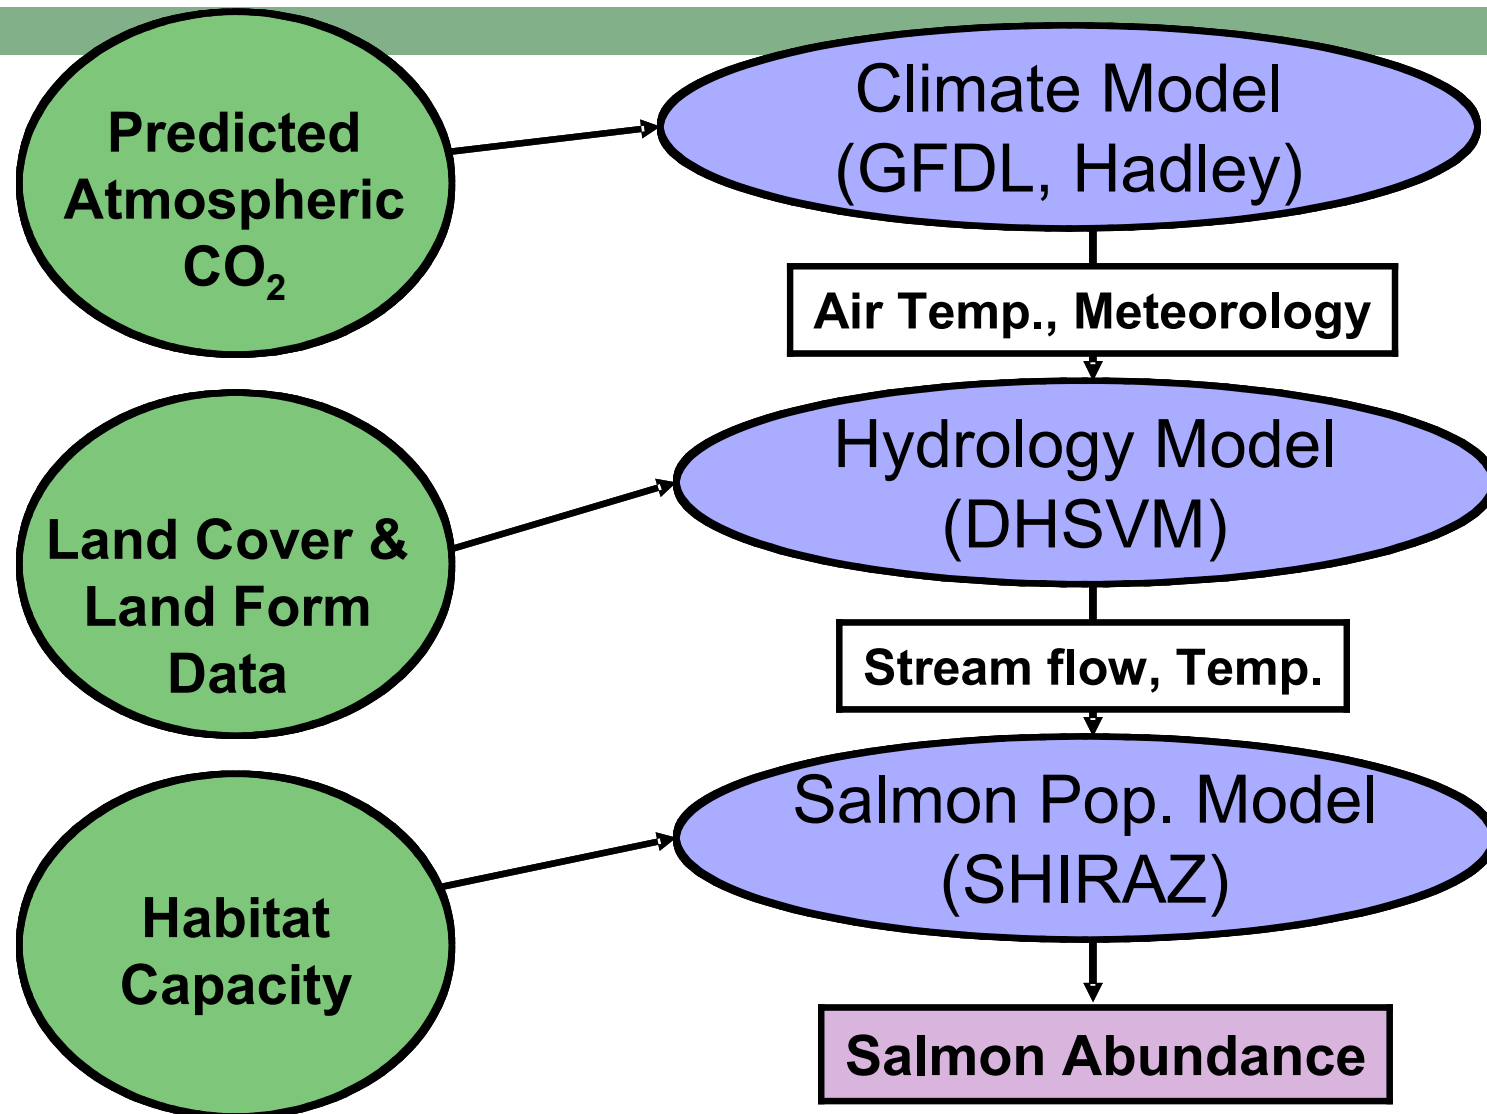 Predicted
Atmospheric
CO₂
Climate Model
(GFDL, Hadley)
Air Temp., Meteorology
Land Cover &
Land Form
Data
Hydrology Model
(DHSVM)
Stream flow, Temp.
Habitat
Capacity
Salmon Pop. Model
(SHIRAZ)
Salmon Abundance